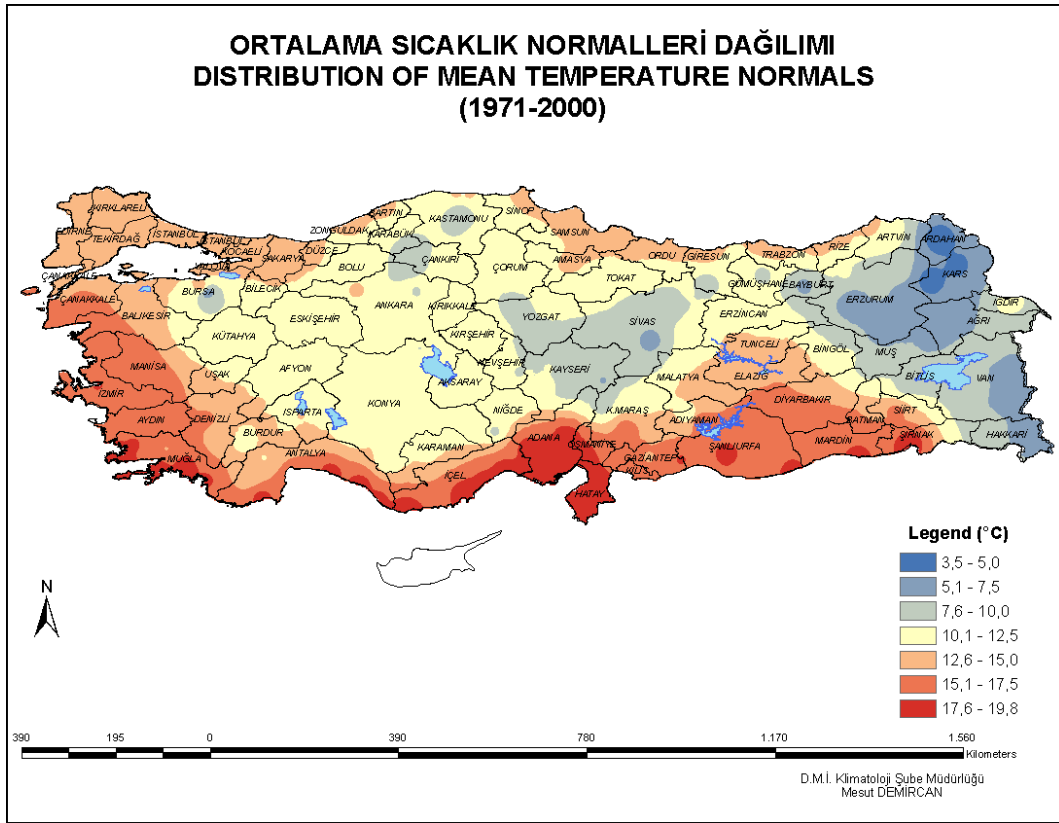 ORTALAMA SICAKLIK NORMALLERİ DAĞILIMI
DISTRIBUTION OF MEAN TEMPERATURE NORMALS
(1971-2000)
KIRKLARELİ
EDİRNE
TEKİRDAĞ
İSTANBUL
İSTANBUL
KOCAELİ
YALOVA
SAKARYA
DÜZCE
ZONGULDAK
BARTIN
KARABÜK
KASTAMONU
SİNOP
SAMSUN
ORDU
GİRESUN
TRABZON
RİZE
ARTVİN
ARDAHAN
KARS
IĞDIR
AĞRI
ÇANAKKALE
ÇANAKKALE
BALIKESİR
BURSA
BİLECİK
BOLU
ÇANKIRI
ÇORUM
AMASYA
TOKAT
GÜMÜŞHANE
BAYBURT
ERZURUM
ERZİNCAN
KÜTAHYA
ESKİŞEHİR
ANKARA
KIRIKKALE
YOZGAT
SİVAS
TUNCELİ
BİNGÖL
MUŞ
BİTLİS
VAN
MANİSA
UŞAK
AFYON
KIRŞEHİR
NEVŞEHİR
KAYSERİ
MALATYA
ELAZIĞ
DİYARBAKIR
İZMİR
AYDIN
DENİZLİ
ISPARTA
BURDUR
KONYA
AKSARAY
NİĞDE
K.MARAŞ
ADIYAMAN
BATMAN
SİİRT
ŞIRNAK
HAKKARİ
MUĞLA
ANTALYA
KARAMAN
İÇEL
ADANA
OSMANİYE
GAZİANTEP
KİLİS
ŞANLIURFA
MARDİN
HATAY
Legend (°C)
3,5 - 5,0
5,1 - 7,5
7,6 - 10,0
10,1 - 12,5
12,6 - 15,0
15,1 - 17,5
17,6 - 19,8
N
390 195 0 390 780 1.170 1.560
Kilometers
D.M.İ. Klimatoloji Şube Müdürlüğü
Mesut DEMİRCAN